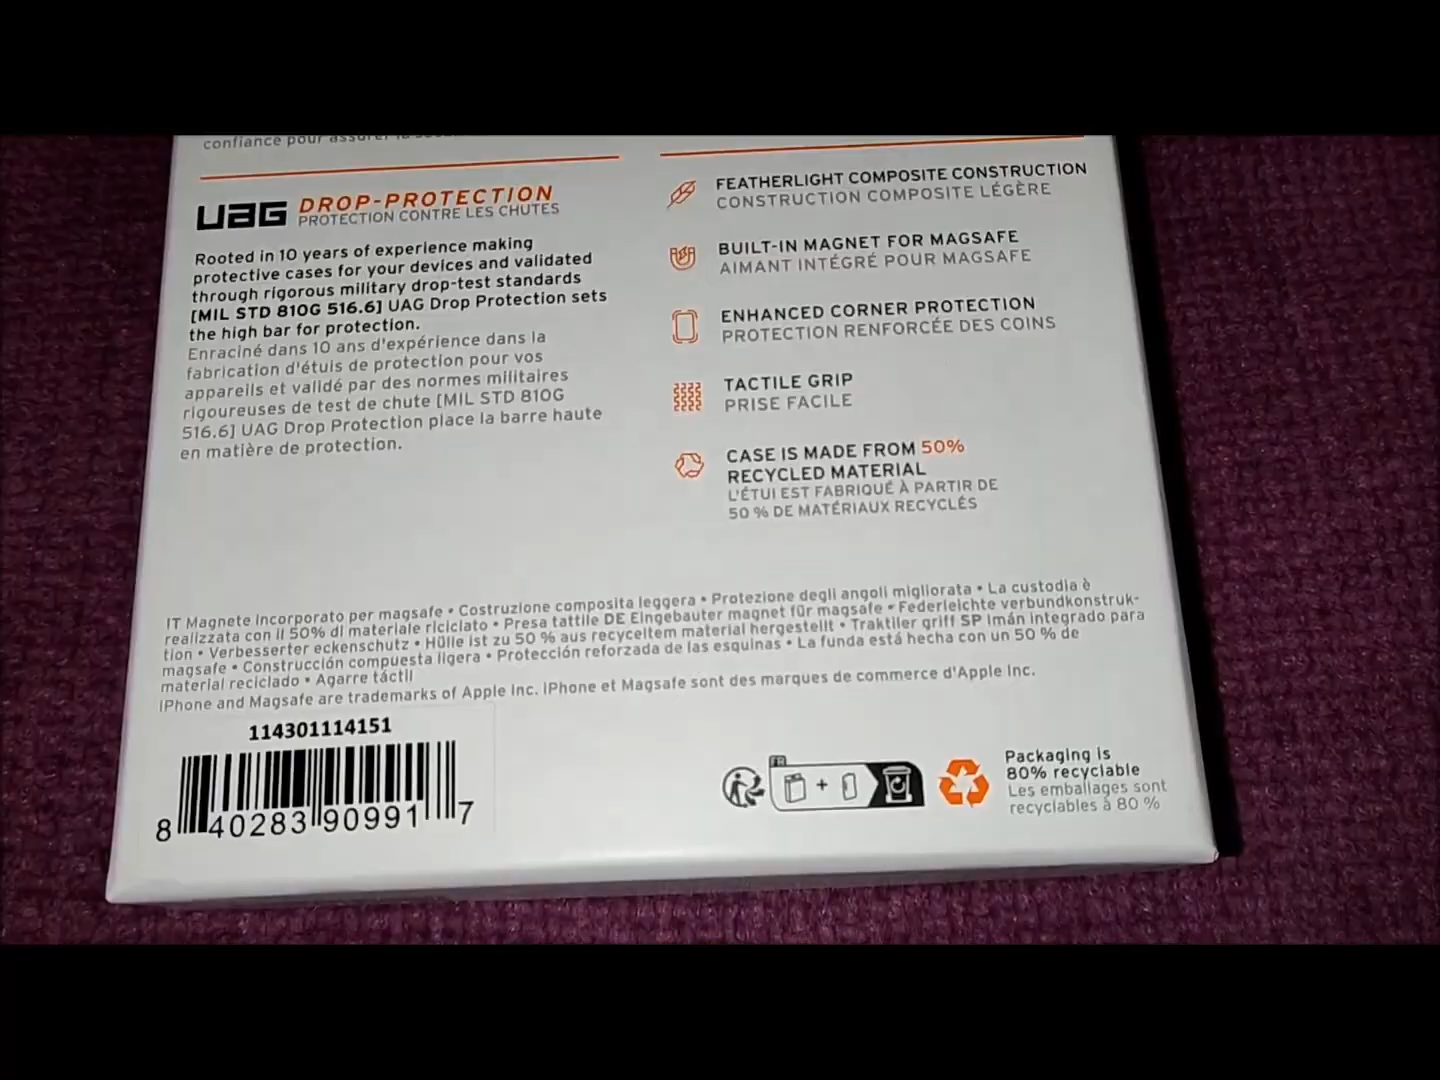 confiance pour assurer la
UAG DROP-PROTECTION
PROTECTION CONTRE LES CHUTES
Rooted in 10 years of experience making
protective cases for your devices and validated
through rigorous military drop-test standards
[MIL STD 810G 516.6] UAG Drop Protection sets
the high bar for protection.
Enraciné dans 10 ans d'expérience dans la
fabrication d'étuis de protection pour vos
appareils et validé par des normes militaires
rigoureuses de test de chute [MIL STD 810G
516.6] UAG Drop Protection place la barre haute
en matière de protection.
FEATHERLIGHT COMPOSITE CONSTRUCTION
CONSTRUCTION COMPOSITE LÉGÈRE
BUILT-IN MAGNET FOR MAGSAFE
AIMANT INTÉGRÉ POUR MAGSAFE
ENHANCED CORNER PROTECTION
PROTECTION RENFORCÉE DES COINS
TACTILE GRIP
PRISE FACILE
CASE IS MADE FROM 50%
RECYCLED MATERIAL
L'ÉTUI EST FABRIQUÉ À PARTIR DE
50 % DE MATÉRIAUX RECYCLÉS
IT Magnete incorporato per magsafe • Costruzione composita leggera • Protezione degli angoli migliorata • La custodia è
realizzata con il 50% di materiale riciclato • Presa tattile DE Eingebauter magnet für magsafe • Federleichte verbundkonstruk-
tion • Verbesserter eckenschutz • Hülle ist zu 50 % aus recyceltem material hergestellt • Traktiler griff SP Imán integrado para
magsafe • Construcción compuesta ligera • Protección reforzada de las esquinas • La funda está hecha con un 50 % de
material reciclado • Agarre táctil
iPhone and Magsafe are trademarks of Apple Inc. iPhone et Magsafe sont des marques de commerce d'Apple Inc.
114301114151
8 40283 90991 7
FR
+
Packaging is
80% recyclable
Les emballages sont
recyclables à 80 %